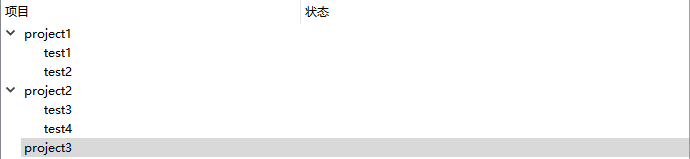 项目 状态
project1
test1
test2
project2
test3
test4
project3